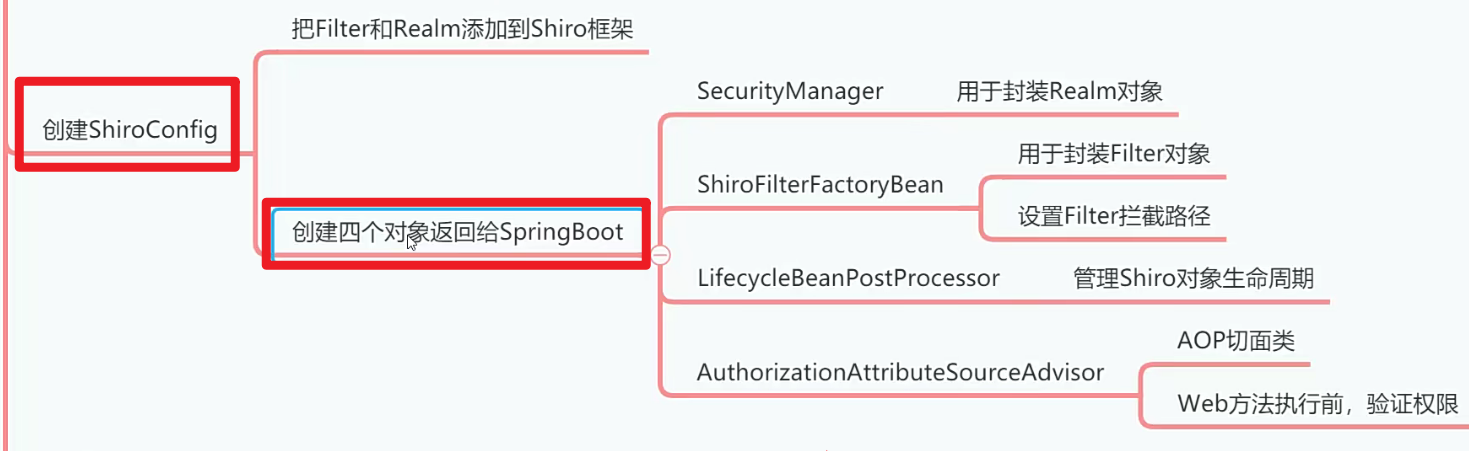 把Filter和Realm添加到Shiro框架
创建ShiroConfig
创建四个对象返回给SpringBoot
SecurityManager 用于封装Realm对象
ShiroFilterFactoryBean
用于封装Filter对象
设置Filter拦截路径
LifecycleBeanPostProcessor 管理Shiro对象生命周期
AuthorizationAttributeSourceAdvisor
AOP切面类
Web方法执行前，验证权限